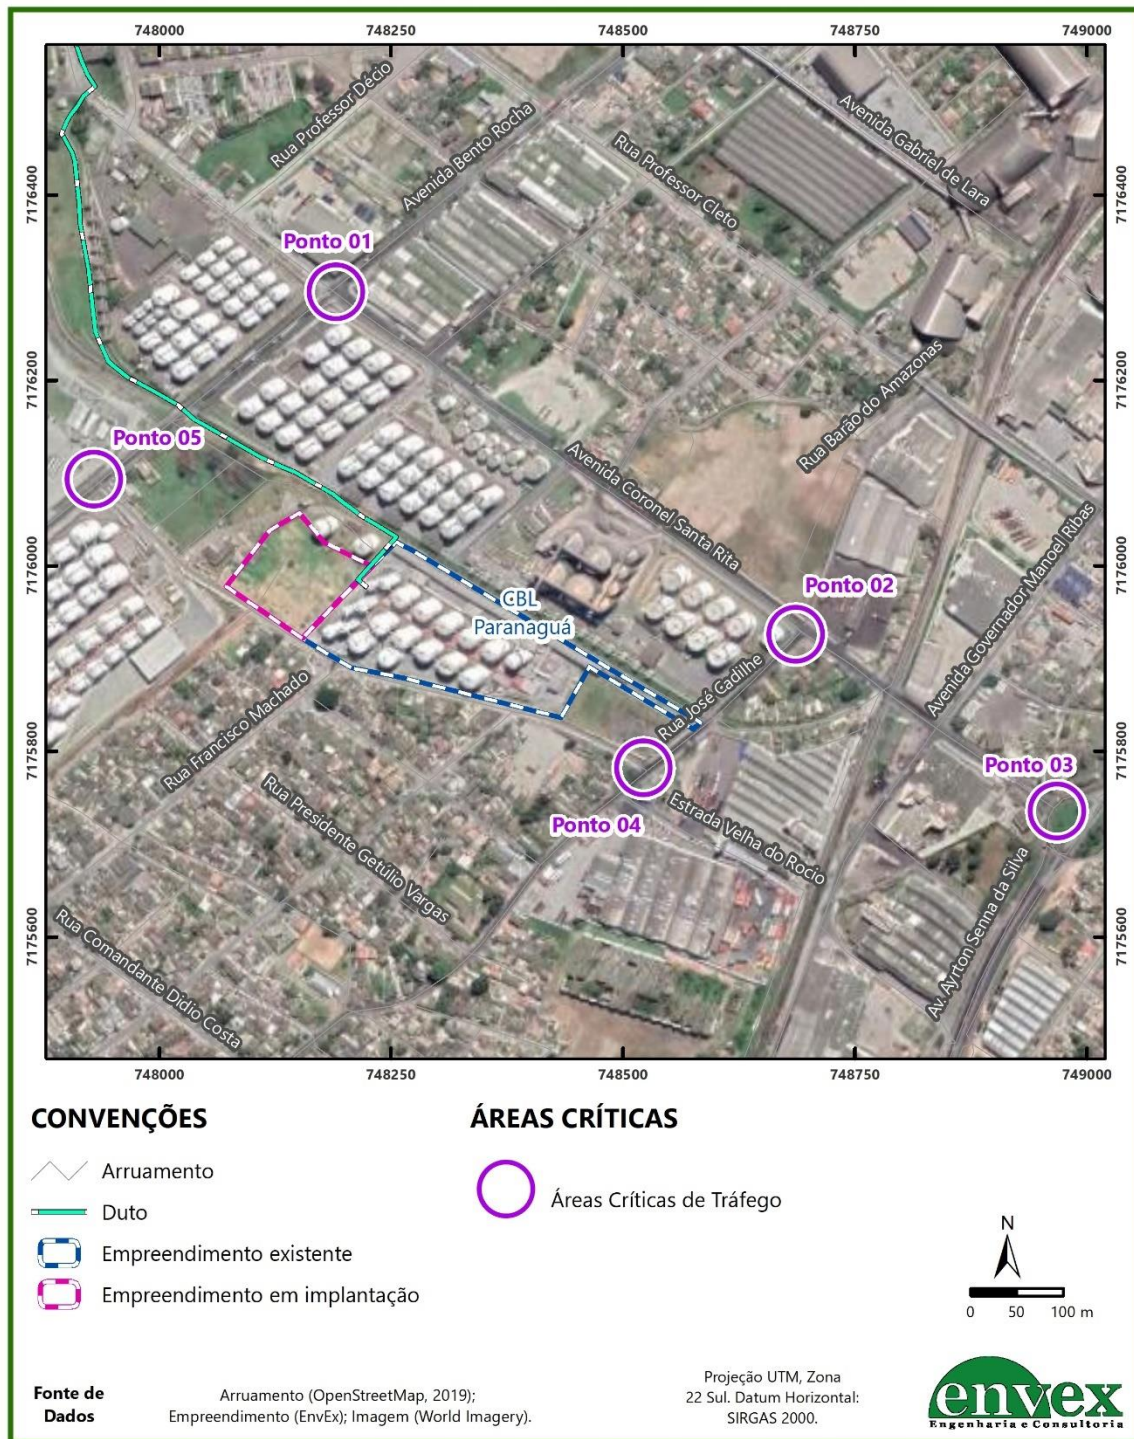 748000
748250
748500
748750
749000
7176400
7176400
7176200
7176200
7176000
7176000
7175800
7175800
7175600
7175600
Rua Professor Décio
Avenida Bento Rocha
Rua Professor Cleto
Avenida Gabriel de Lara
Ponto 01
Rua Barão do Amazonas
Ponto 05
Avenida Coronel Santa Rita
Avenida Governador Manoel Ribas
Ponto 02
CBL
Paranaguá
Rua José Cadilhe
Rua Francisco Machado
Ponto 03
Ponto 04
Estrada Velha do Rocio
Rua Presidente Getúlio Vargas
Av. Ayrton Senna da Silva
Rua Comandante Didio Costa
748000
748250
748500
748750
749000
CONVENÇÕES
Arruamento
Duto
Empreendimento existente
Empreendimento em implantação
ÁREAS CRÍTICAS
Áreas Críticas de Tráfego
N
0 50 100 m
Fonte de
Dados
Arruamento (OpenStreetMap, 2019);
Empreendimento (EnvEx); Imagem (World Imagery).
Projeção UTM, Zona
22 Sul. Datum Horizontal:
SIRGAS 2000.
envex
Engenharia e Consultoria